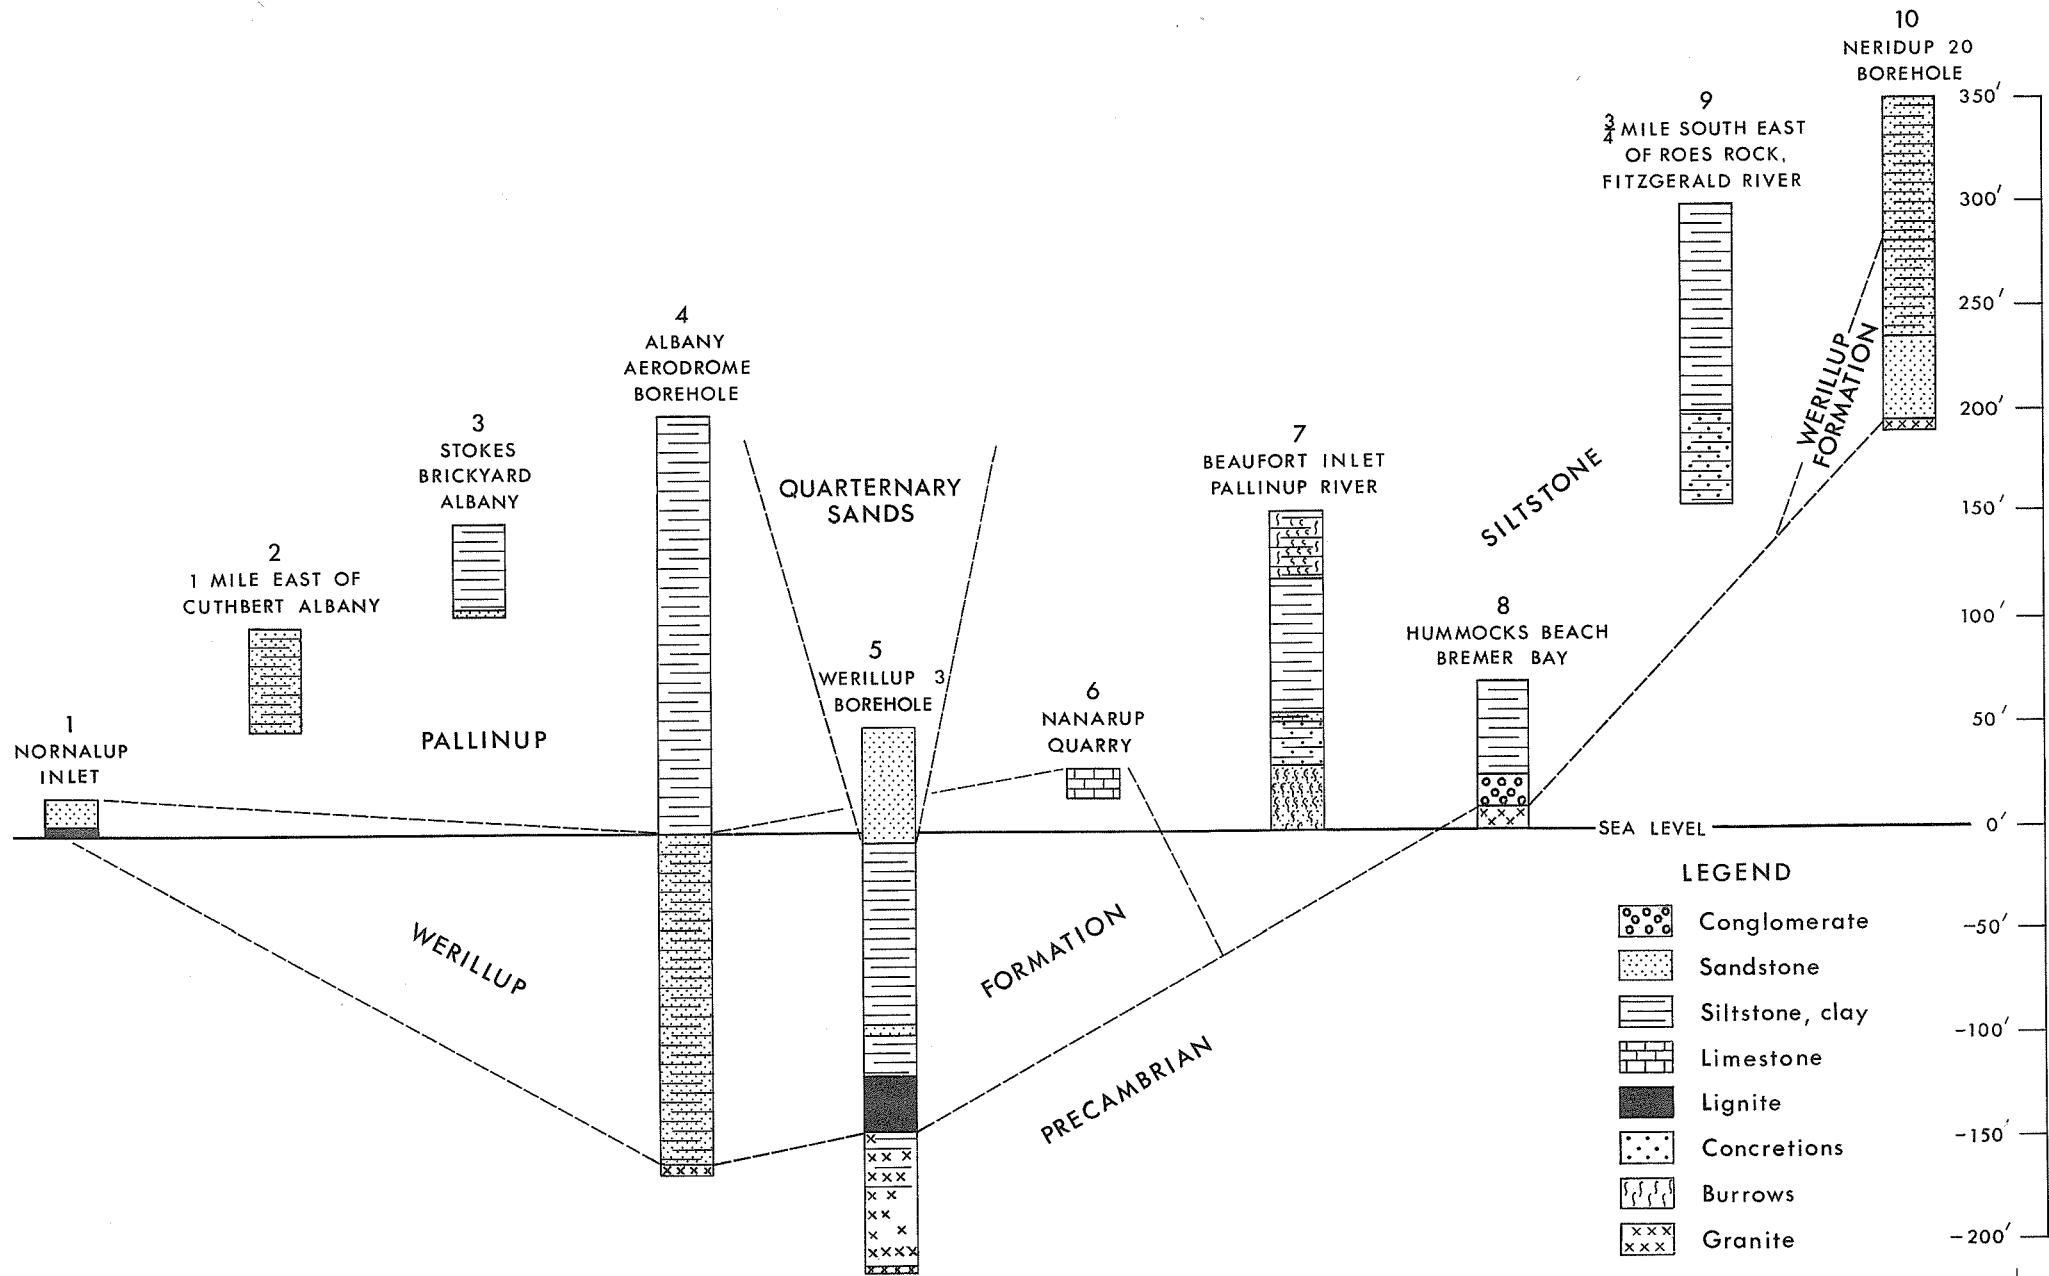 1
NORNALUP
INLET
2
1 MILE EAST OF
CUTHBERT ALBANY
3
STOKES
BRICKYARD
ALBANY
4
ALBANY
AERODROME
BOREHOLE
5
WERILLUP 3
BOREHOLE
6
NANARUP
QUARRY
7
BEAUFORT INLET
PALLINUP RIVER
8
HUMMOCKS BEACH
BREMER BAY
9
3/4 MILE SOUTH EAST
OF ROES ROCK,
FITZGERALD RIVER
10
NERIDUP 20
BOREHOLE
QUARTERNARY
SANDS
PALLINUP
SILTSTONE
WERILLUP
FORMATION
WERILLUP
FORMATION
PRECAMBRIAN
SEA LEVEL
350′
300′
250′
200′
150′
100′
50′
0′
-50′
-100′
-150′
-200′
LEGEND
Conglomerate
Sandstone
Siltstone, clay
Limestone
Lignite
Concretions
Burrows
Granite